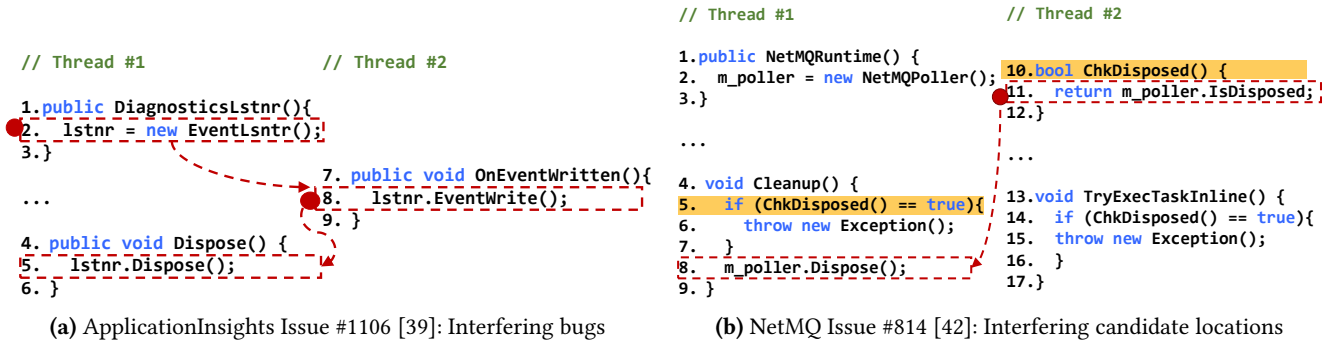 // Thread #1
// Thread #2
1.public DiagnosticsLstnr(){
2. lstnr = new EventLsntr();
3.}
...
4. public void Dispose() {
5. lstnr.Dispose();
6. }
7. public void OnEventWritten(){
8. lstnr.EventWrite();
9. }
(a) ApplicationInsights Issue #1106 [39]: Interfering bugs
// Thread #1
// Thread #2
1.public NetMQRuntime() {
2. m_poller = new NetMQPoller();
3.}
...
4. void Cleanup() {
5. if (ChkDisposed() == true){
6. throw new Exception();
7. }
8. m_poller.Dispose();
9. }
10.bool ChkDisposed() {
11. return m_poller.IsDisposed;
12.}
...
13.void TryExecTaskInline() {
14. if (ChkDisposed() == true){
15. throw new Exception();
16. }
17.}
(b) NetMQ Issue #814 [42]: Interfering candidate locations